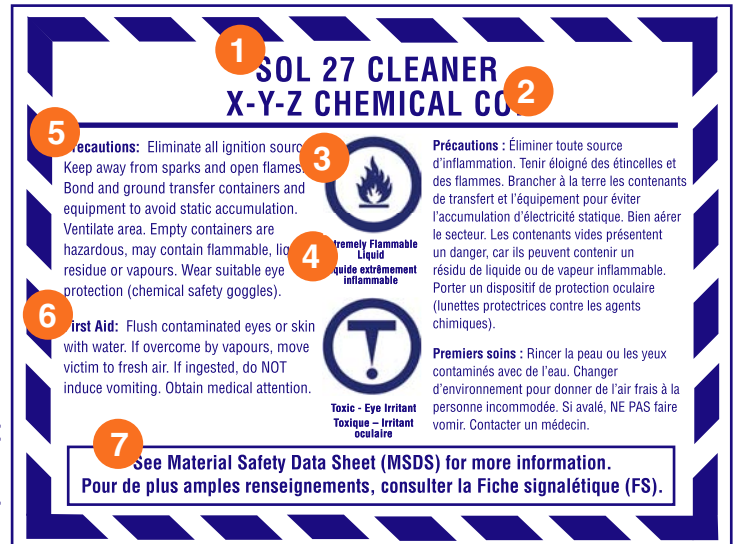 1
SOL 27 CLEANER
2
X-Y-Z CHEMICAL
5
Precautions: Eliminate all ignition
Keep away from sparks and open flames.
Bond and ground transfer containers and
equipment to avoid static accumulation.
Ventilate area. Empty containers are
hazardous, may contain flammable,
residue or vapours. Wear suitable eye
protection (chemical safety goggles).
6
First Aid: Flush contaminated eyes or skin
with water. If overcome by vapours, move
victim to fresh air. If ingested, do NOT
induce vomiting. Obtain medical attention.
3
4
Extremely Flammable
Liquid
Liquide extrêmement
inflammable
Toxic - Eye Irritant
Toxique – Irritant
oculaire
Précautions : Éliminer toute source
d’inflammation. Tenir éloigné des étincelles et
des flammes. Brancher à la terre les contenants
de transfert et l’équipement pour éviter
l’accumulation d’électricité statique. Bien aérer
le secteur. Les contenants vides présentent
un danger, car ils peuvent contenir un
résidu de liquide ou de vapeur inflammable.
Porter un dispositif de protection oculaire
(lunettes protectrices contre les agents
chimiques).
Premiers soins : Rincer la peau ou les yeux
contaminés avec de l’eau. Changer
d’environnement pour donner de l’air frais à la
personne incommodée. Si avalé, NE PAS faire
vomir. Contacter un médecin.
7
See Material Safety Data Sheet (MSDS) for more information.
Pour de plus amples renseignements, consulter la Fiche signalétique (FS).